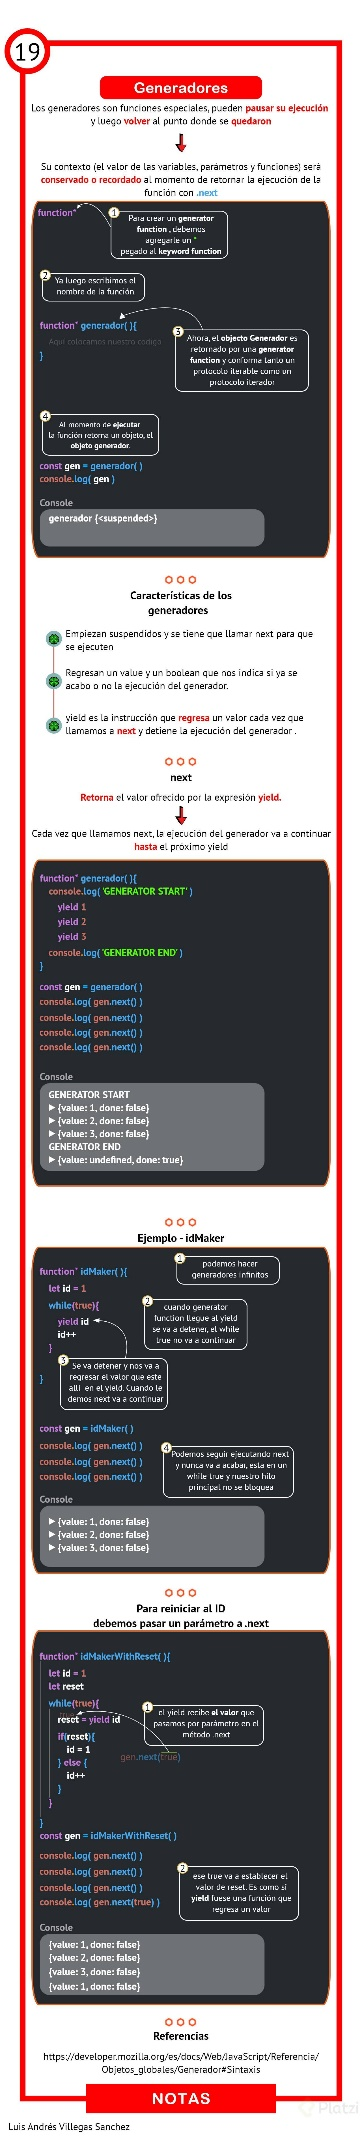 19
Generadores
Los generadores son funciones especiales, pueden pausar su ejecución
y luego volver al punto donde se quedaron
Su contexto (el valor de las variables, parámetros y funciones) será
conservado o recordado al momento de retornar la ejecución de la
función con .next
function*
1
Para crear un generator
function , debemos
agregarle un *
pegado al keyword function
2
Ya luego escribimos el
nombre de la función
function* generador( ){
Aqui colocamos nuestro codigo
}
3
Ahora, el objecto Generador es
retornado por una generator
function y conforma tanto un
protocolo iterable como un
protocolo iterador
4
Al momento de ejecutar
la función retorna un objeto, el
objeto generador.
const gen = generador( )
console.log( gen )
Console
generador {<suspended>}
Características de los
generadores
Empiezan suspendidos y se tiene que llamar next para que
se ejecuten
Regresan un value y un boolean que nos indica si ya se
acabo o no la ejecución del generador.
yield es la instrucción que regresa un valor cada vez que
llamamos a next y detiene la ejecución del generador .
next
Retorna el valor ofrecido por la expresión yield.
Cada vez que llamamos next, la ejecución del generador va a continuar
hasta el próximo yield
function* generador( ){
console.log( 'GENERATOR START' )
yield 1
yield 2
yield 3
console.log( 'GENERATOR END' )
}
const gen = generador( )
console.log( gen.next() )
console.log( gen.next() )
console.log( gen.next() )
console.log( gen.next() )
Console
GENERATOR START
{value: 1, done: false}
{value: 2, done: false}
{value: 3, done: false}
GENERATOR END
{value: undefined, done: true}
Ejemplo - idMaker
1
podemos hacer
generadores infinitos
function* idMaker( ){
let id = 1
while(true){
yield id
id++
}
}
2
cuando generator
function llegue al yield
se va a detener, el while
true no va a continuar
3
Se va detener y nos va a
regresar el valor que este
alli en el yield. Cuando le
demos next va a continuar
const gen = idMaker( )
console.log( gen.next() )
console.log( gen.next() )
console.log( gen.next() )
4
Podemos seguir ejecutando next
y nunca va a acabar, esta en un
while true y nuestro hilo
principal no se bloquea
Console
{value: 1, done: false}
{value: 2, done: false}
{value: 3, done: false}
Para reiniciar al ID
debemos pasar un parámetro a .next
function* idMakerWithReset( ){
let id = 1
let reset
while(true){
true
reset = yield id
if(reset){
id = 1
} else {
id++
}
}
}
1
el yield recibe el valor que
pasamos por parámetro en el
método .next
gen.next(true)
const gen = idMakerWithReset( )
console.log( gen.next() )
console.log( gen.next() )
console.log( gen.next() )
console.log( gen.next(true) )
2
ese true va a establecer el
valor de reset. Es como si
yield fuese una función que
regresa un valor
Console
{value: 1, done: false}
{value: 2, done: false}
{value: 3, done: false}
{value: 1, done: false}
Referencias
https://developer.mozilla.org/es/docs/Web/JavaScript/Referencia/
Objetos_globales/Generador#Sintaxis
NOTAS
Platzi
Luis Andrés Villegas Sanchez